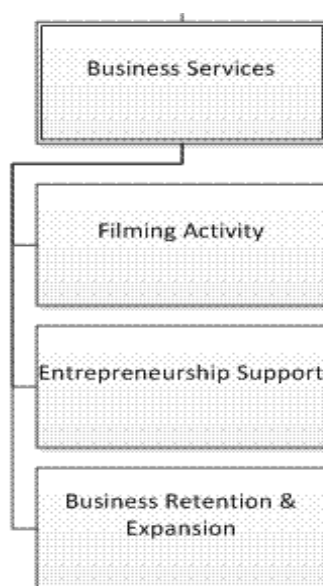 Business Services
Filming Activity
Entrepreneurship Support
Business Retention &
Expansion